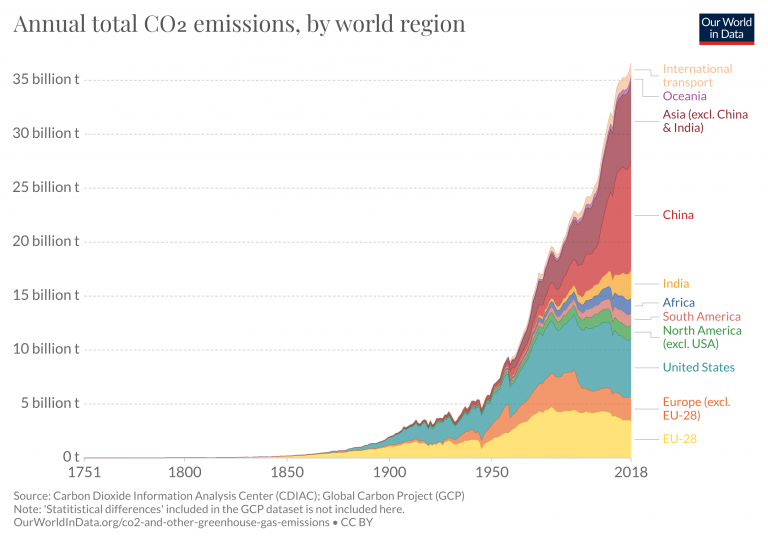 Annual total CO2 emissions, by world region
Our World
in Data
35 billion t
30 billion t
25 billion t
20 billion t
15 billion t
10 billion t
5 billion t
0 t
1751
1800
1850
1900
1950
2018
International
transport
Oceania
Asia (excl. China
& India)
China
India
Africa
South America
North America
(excl. USA)
United States
Europe (excl.
EU-28)
EU-28
Source: Carbon Dioxide Information Analysis Center (CDIAC); Global Carbon Project (GCP)
Note: 'Statistitical differences' included in the GCP dataset is not included here.
OurWorldInData.org/co2-and-other-greenhouse-gas-emissions • CC BY